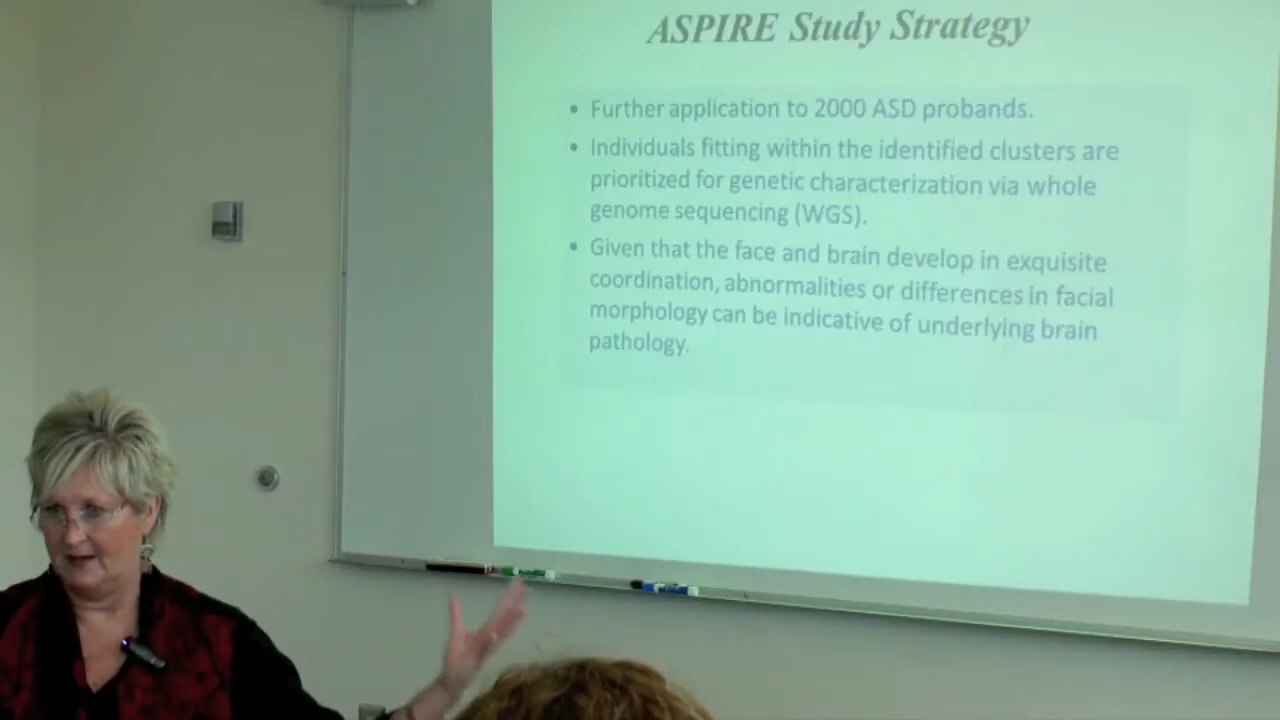 ASPIRE Study Strategy
• Further application to 2000 ASD probands.
• Individuals fitting within the identified clusters are
prioritized for genetic characterization via whole
genome sequencing (WGS).
• Given that the face and brain develop in exquisite
coordination, abnormalities or differences in facial
morphology can be indicative of underlying brain
pathology.